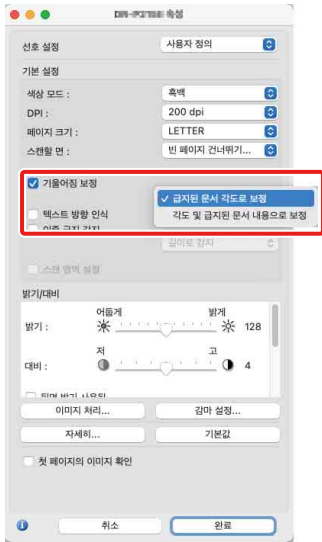 속성
선호 설정
사용자 정의
기본 설정
색상 모드 :
흑백
DPI :
200 dpi
페이지 크기 :
LETTER
스캔할 면 :
빈 페이지 건너뛰기...
기울어짐 보정
급지된 문서 각도로 보정
텍스트 방향 인식
각도 및 급지된 문서 내용으로 보정
길이로 감지
스캔 영역 설정
밝기/대비
어둡게 밝게
밝기 :
128
저 고
대비 :
4
이미지 처리...
감마 설정...
자세히...
기본값
첫 페이지의 이미지 확인
취소
완료